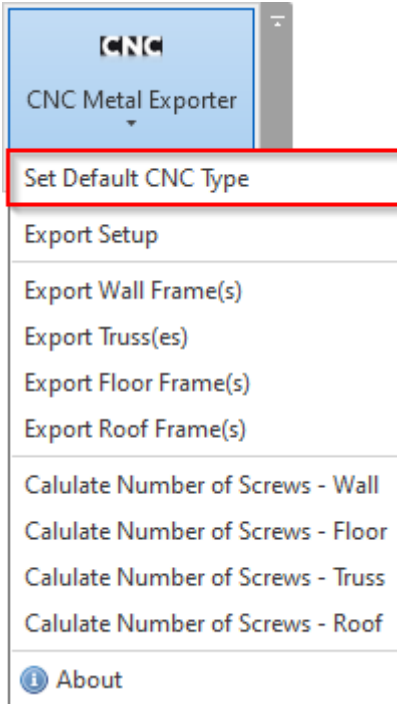 CNC
CNC Metal Exporter
Set Default CNC Type
Export Setup
Export Wall Frame(s)
Export Truss(es)
Export Floor Frame(s)
Export Roof Frame(s)
Calulate Number of Screws - Wall
Calulate Number of Screws - Floor
Calulate Number of Screws - Truss
Calulate Number of Screws - Roof
About